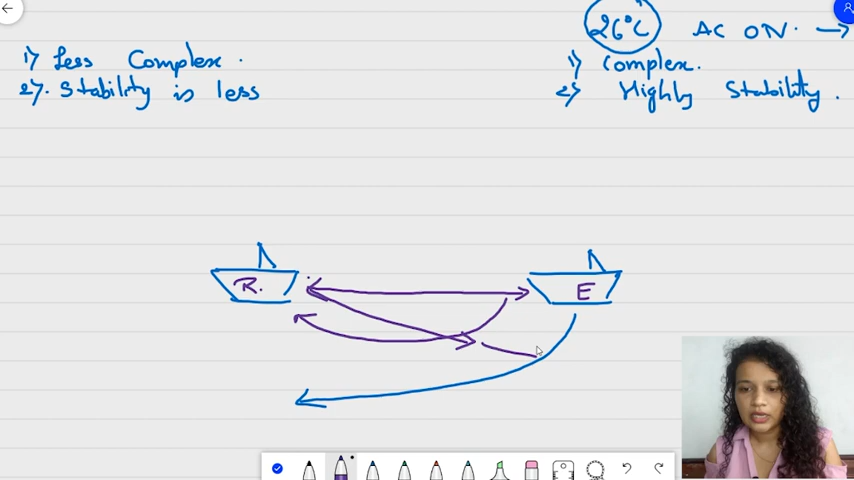 26°C AC ON. →
1) Less Complex.
2). Stability is less
1) Complex.
2) Highly Stability.
R. E